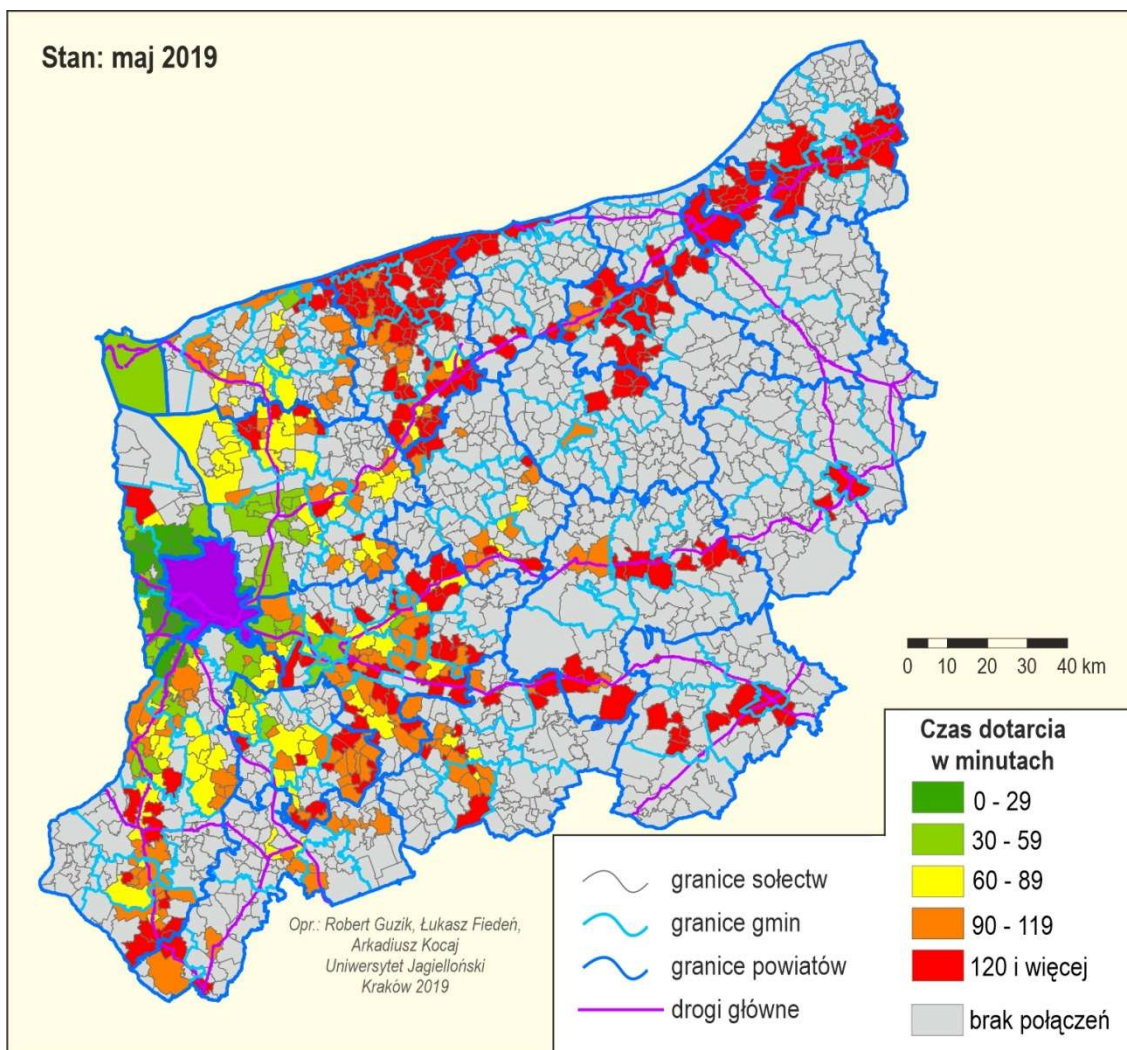 Stan: maj 2019
0 10 20 30 40 km
Czas dotarcia
w minutach
0 - 29
30 - 59
60 - 89
90 - 119
120 i więcej
brak połączeń
granice sołectw
granice gmin
granice powiatów
drogi główne
Opr.: Robert Guzik, Łukasz Fiedeń,
Arkadiusz Kocaj
Uniwersytet Jagielloński
Kraków 2019